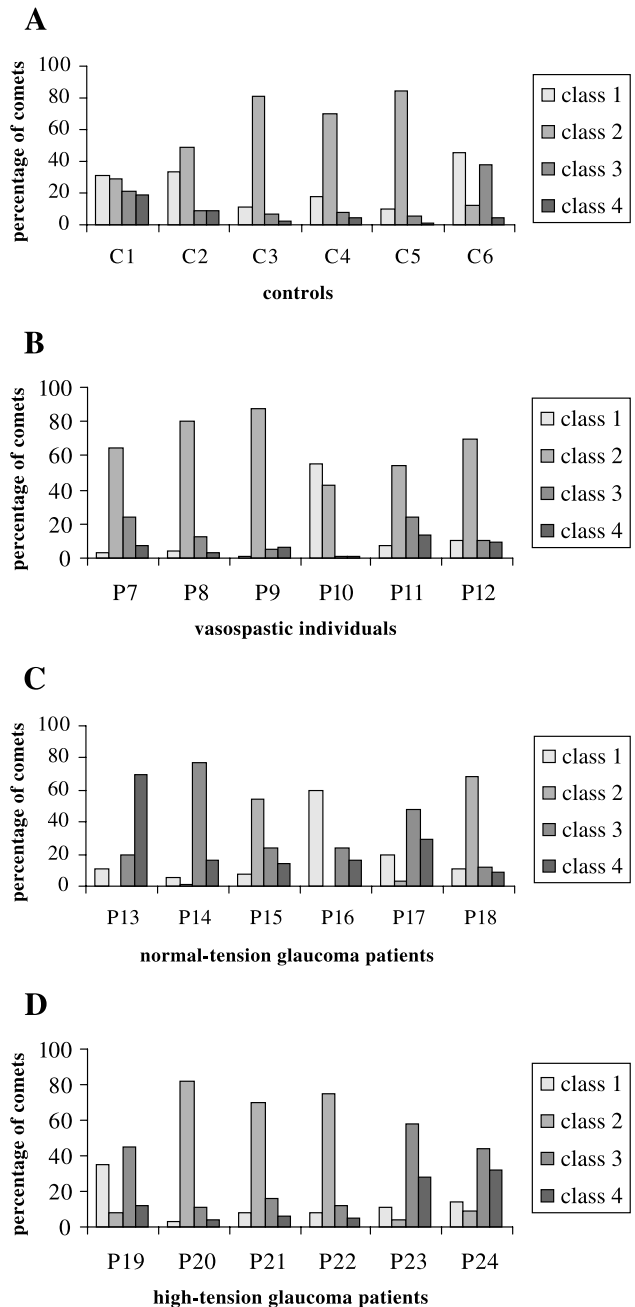 A
percentage of comets
100
80
60
40
20
0
C1 C2 C3 C4 C5 C6
controls
class 1
class 2
class 3
class 4
B
percentage of comets
100
80
60
40
20
0
P7 P8 P9 P10 P11 P12
vasospastic individuals
class 1
class 2
class 3
class 4
C
percentage of comets
100
80
60
40
20
0
P13 P14 P15 P16 P17 P18
normal-tension glaucoma patients
class 1
class 2
class 3
class 4
D
percentage of comets
100
80
60
40
20
0
P19 P20 P21 P22 P23 P24
high-tension glaucoma patients
class 1
class 2
class 3
class 4